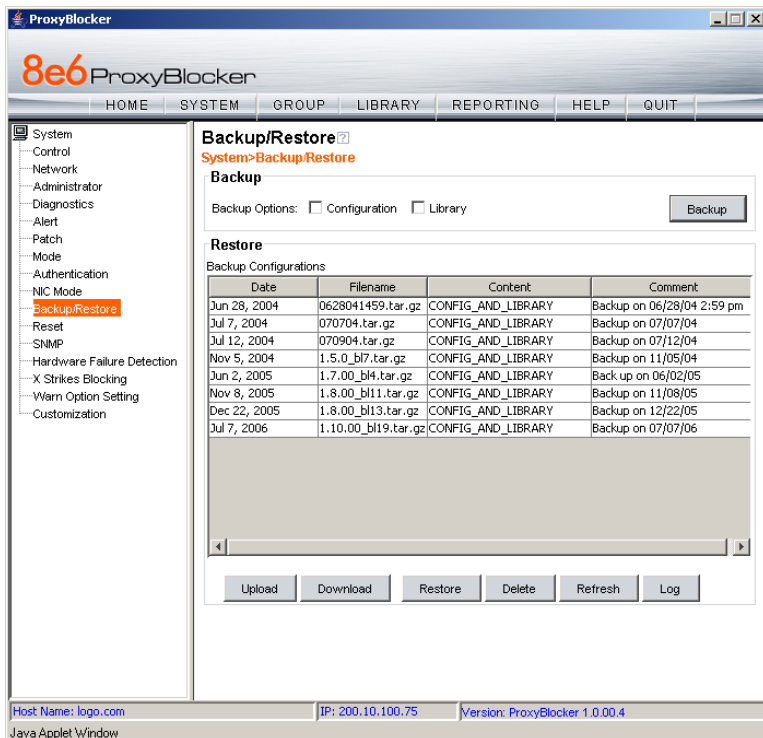 ProxyBlocker
8e6 ProxyBlocker
HOME SYSTEM GROUP LIBRARY REPORTING HELP QUIT
System
Control
Network
Administrator
Diagnostics
Alert
Patch
Mode
Authentication
NIC Mode
Backup/Restore
Reset
SNMP
Hardware Failure Detection
X Strikes Blocking
Warn Option Setting
Customization
Backup/Restore ?
System>Backup/Restore
Backup
Backup Options: Configuration Library Backup
Restore
Backup Configurations
Date Filename Content Comment
Jun 28, 2004 0628041459.tar.gz CONFIG_AND_LIBRARY Backup on 06/28/04 2:59 pm
Jul 7, 2004 070704.tar.gz CONFIG_AND_LIBRARY Backup on 07/07/04
Jul 12, 2004 070904.tar.gz CONFIG_AND_LIBRARY Backup on 07/12/04
Nov 5, 2004 1.5.0_bl7.tar.gz CONFIG_AND_LIBRARY Backup on 11/05/04
Jun 2, 2005 1.7.00_bl4.tar.gz CONFIG_AND_LIBRARY Back up on 06/02/05
Nov 8, 2005 1.8.00_bl11.tar.gz CONFIG_AND_LIBRARY Backup on 11/08/05
Dec 22, 2005 1.8.00_bl13.tar.gz CONFIG_AND_LIBRARY Backup on 12/22/05
Jul 7, 2006 1.10.00_bl19.tar.gz CONFIG_AND_LIBRARY Backup on 07/07/06
Upload Download Restore Delete Refresh Log
Host Name: logo.com IP: 200.10.100.75 Version: ProxyBlocker 1.0.00.4
Java Applet Window